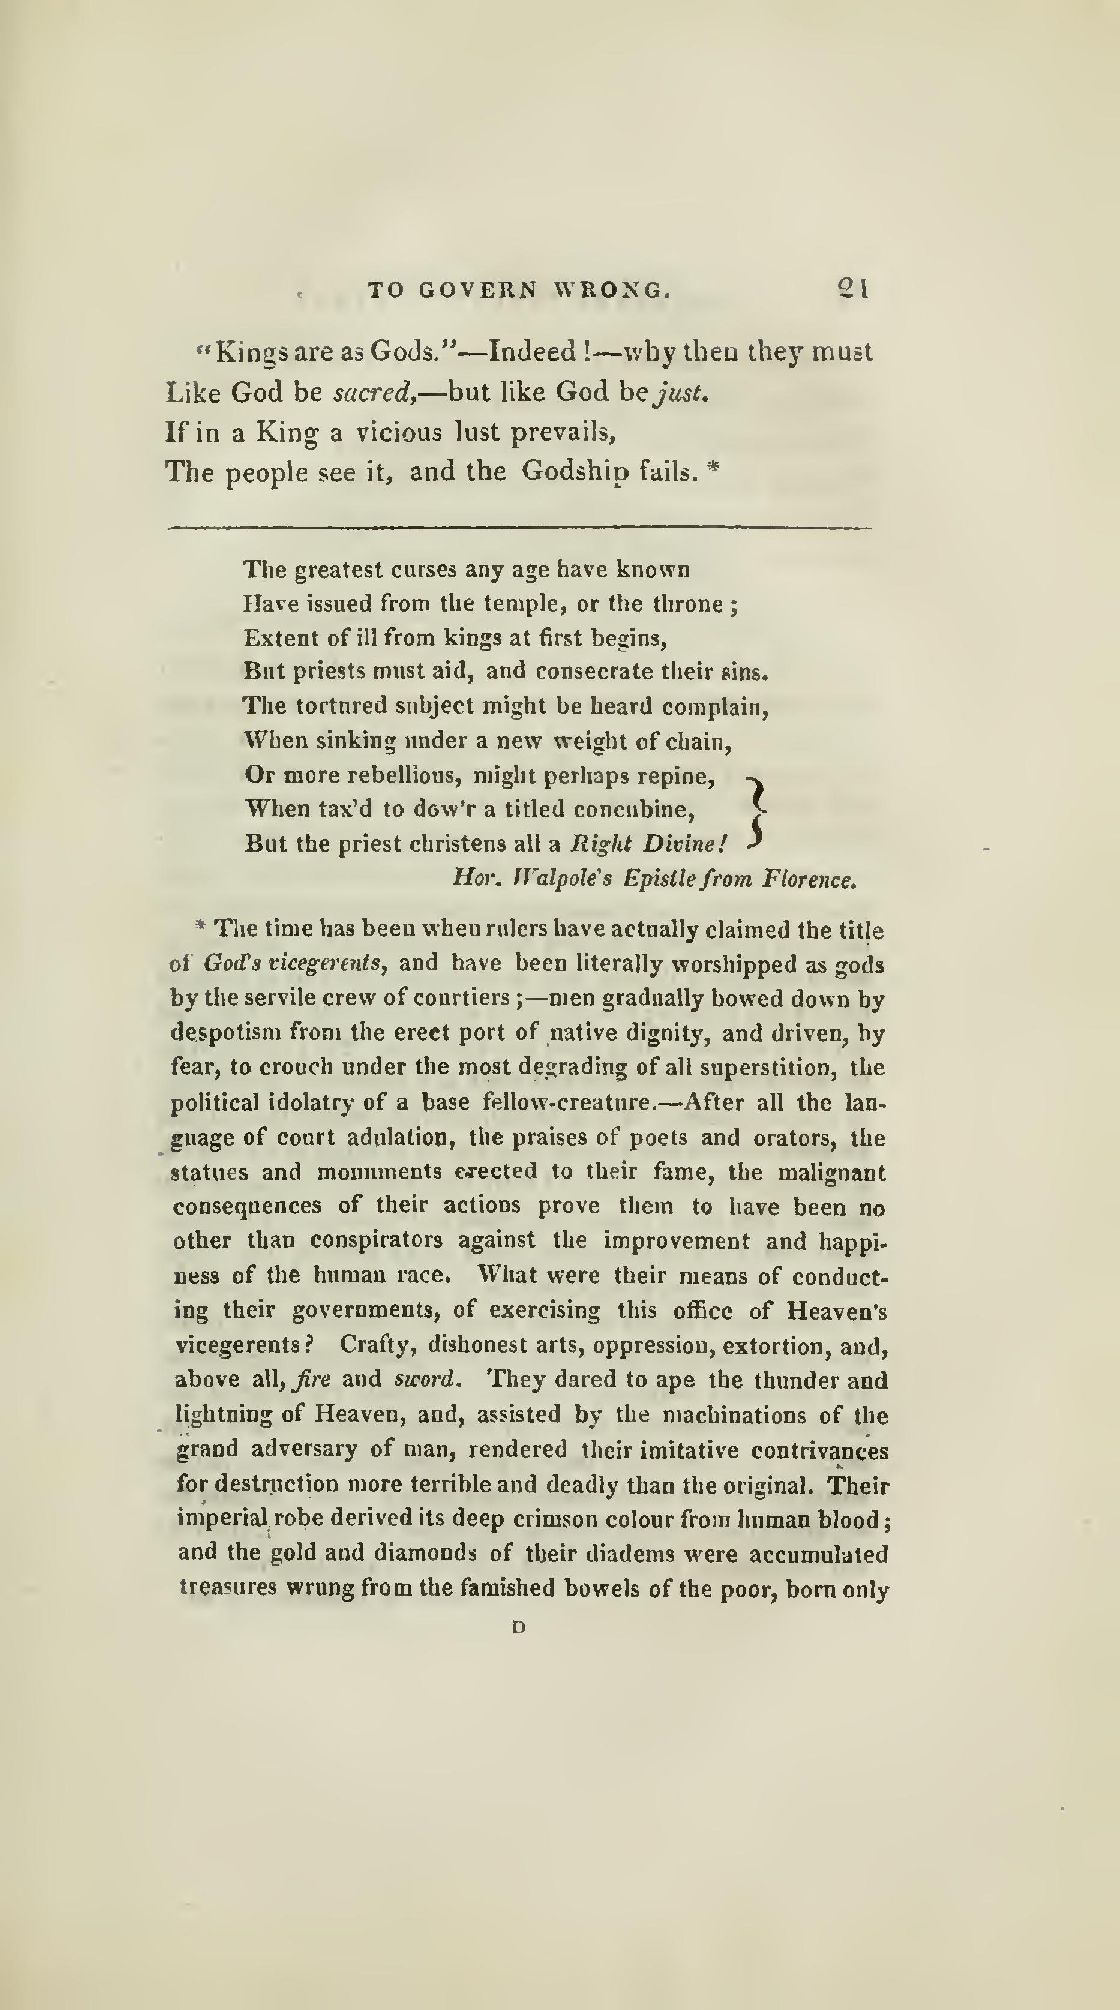 TO GOVERN WRONG. 21
"Kings are as Gods."—Indeed!—why then they must
Like God be sacred,—but like God be just.
If in a King a vicious lust prevails,
The people see it, and the Godship fails. *
The greatest curses any age have known
Have issued from the temple, or the throne;
Extent of ill from kings at first begins,
But priests must aid, and consecrate their sins.
The tortured subject might be heard complain,
When sinking under a new weight of chain,
Or more rebellious, might perhaps repine,
When tax'd to dow'r a titled concubine,
But the priest christens all a Right Divine!
Hor. Walpole's Epistle from Florence.
* The time has been when rulers have actually claimed the title
of God's vicegerents, and have been literally worshipped as gods
by the servile crew of courtiers;—men gradually bowed down by
despotism from the erect port of native dignity, and driven, by
fear, to crouch under the most degrading of all superstition, the
political idolatry of a base fellow-creature.—After all the lan-
guage of court adulation, the praises of poets and orators, the
statues and monuments erected to their fame, the malignant
consequences of their actions prove them to have been no
other than conspirators against the improvement and happi-
ness of the human race. What were their means of conduct-
ing their governments, of exercising this office of Heaven's
vicegerents? Crafty, dishonest arts, oppression, extortion, and,
above all, fire and sword. They dared to ape the thunder and
lightning of Heaven, and, assisted by the machinations of the
grand adversary of man, rendered their imitative contrivances
for destruction more terrible and deadly than the original. Their
imperial robe derived its deep crimson colour from human blood;
and the gold and diamonds of their diadems were accumulated
treasures wrung from the famished bowels of the poor, born only
D